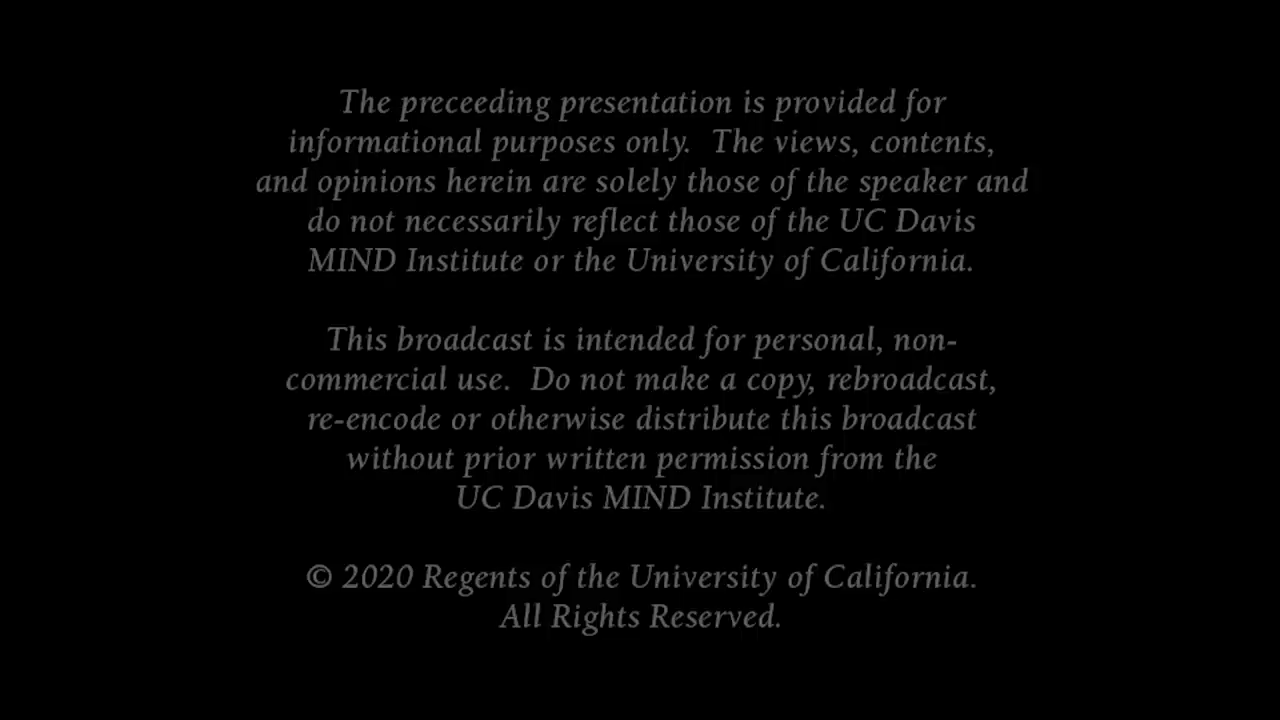 The preceeding presentation is provided for
informational purposes only.  The views, contents,
and opinions herein are solely those of the speaker and
do not necessarily reflect those of the UC Davis
MIND Institute or the University of California.
This broadcast is intended for personal, non-
commercial use.  Do not make a copy, rebroadcast,
re-encode or otherwise distribute this broadcast
without prior written permission from the
UC Davis MIND Institute.
© 2020 Regents of the University of California.
All Rights Reserved.